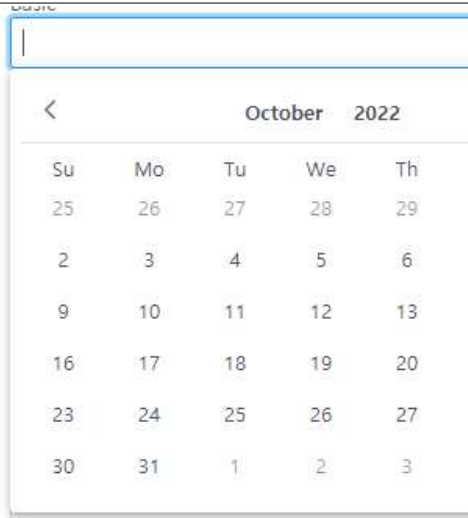 Basic
October 2022
Su Mo Tu We Th
25 26 27 28 29
2 3 4 5 6
9 10 11 12 13
16 17 18 19 20
23 24 25 26 27
30 31 1 2 3